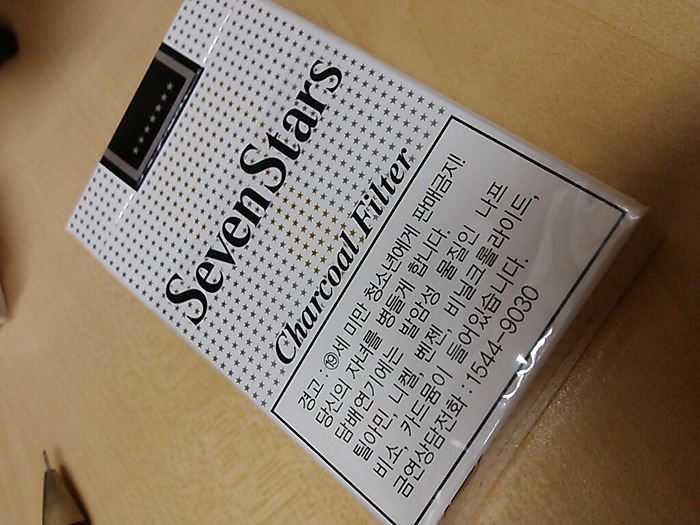 Seven Stars
Charcoal Filter
경고 : ⑲세 미만 청소년에게 판매금지!
당신의 자녀를 병들게 합니다.
담배연기에는 발암성 물질인 나프
틸아민, 니켈, 벤젠, 비닐크롤라이드,
비소, 카드뮴이 들어있습니다.
금연상담전화 : 1544-9030